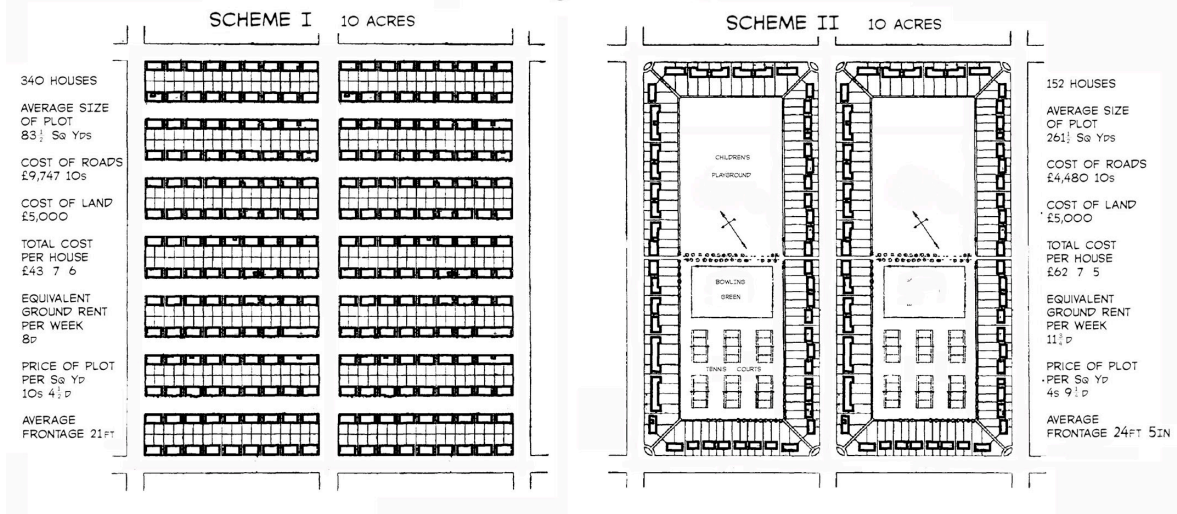 SCHEME I 10 ACRES
340 HOUSES
AVERAGE SIZE
OF PLOT
83⅓ SQ YDS
COST OF ROADS
£9,747 10s
COST OF LAND
£5,000
TOTAL COST
PER HOUSE
£43 7 6
EQUIVALENT
GROUND RENT
PER WEEK
8D
PRICE OF PLOT
PER SQ YD
10s 4½D
AVERAGE
FRONTAGE 21FT
SCHEME II 10 ACRES
CHILDREN'S
PLAYGROUND
BOWLING
GREEN
TENNIS COURTS
152 HOUSES
AVERAGE SIZE
OF PLOT
261½ SQ YDS
COST OF ROADS
£4,480 10s
COST OF LAND
£5,000
TOTAL COST
PER HOUSE
£62 7 5
EQUIVALENT
GROUND RENT
PER WEEK
11¾D
PRICE OF PLOT
PER SQ YD
4s 9½D
AVERAGE
FRONTAGE 24FT 5IN